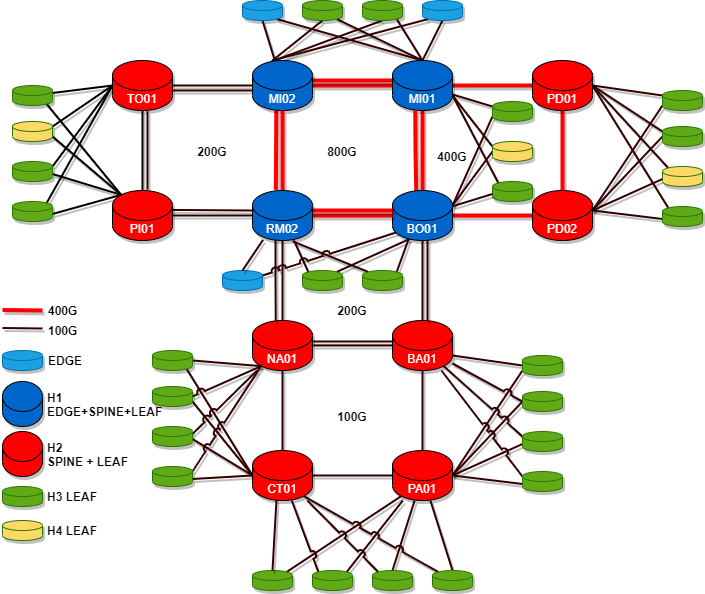 TO01
MI02
MI01
PD01
200G
800G
400G
PI01
RM02
BO01
PD02
400G
200G
100G
NA01
BA01
EDGE
H1
EDGE+SPINE+LEAF
100G
H2
SPINE + LEAF
CT01
PA01
H3 LEAF
H4 LEAF